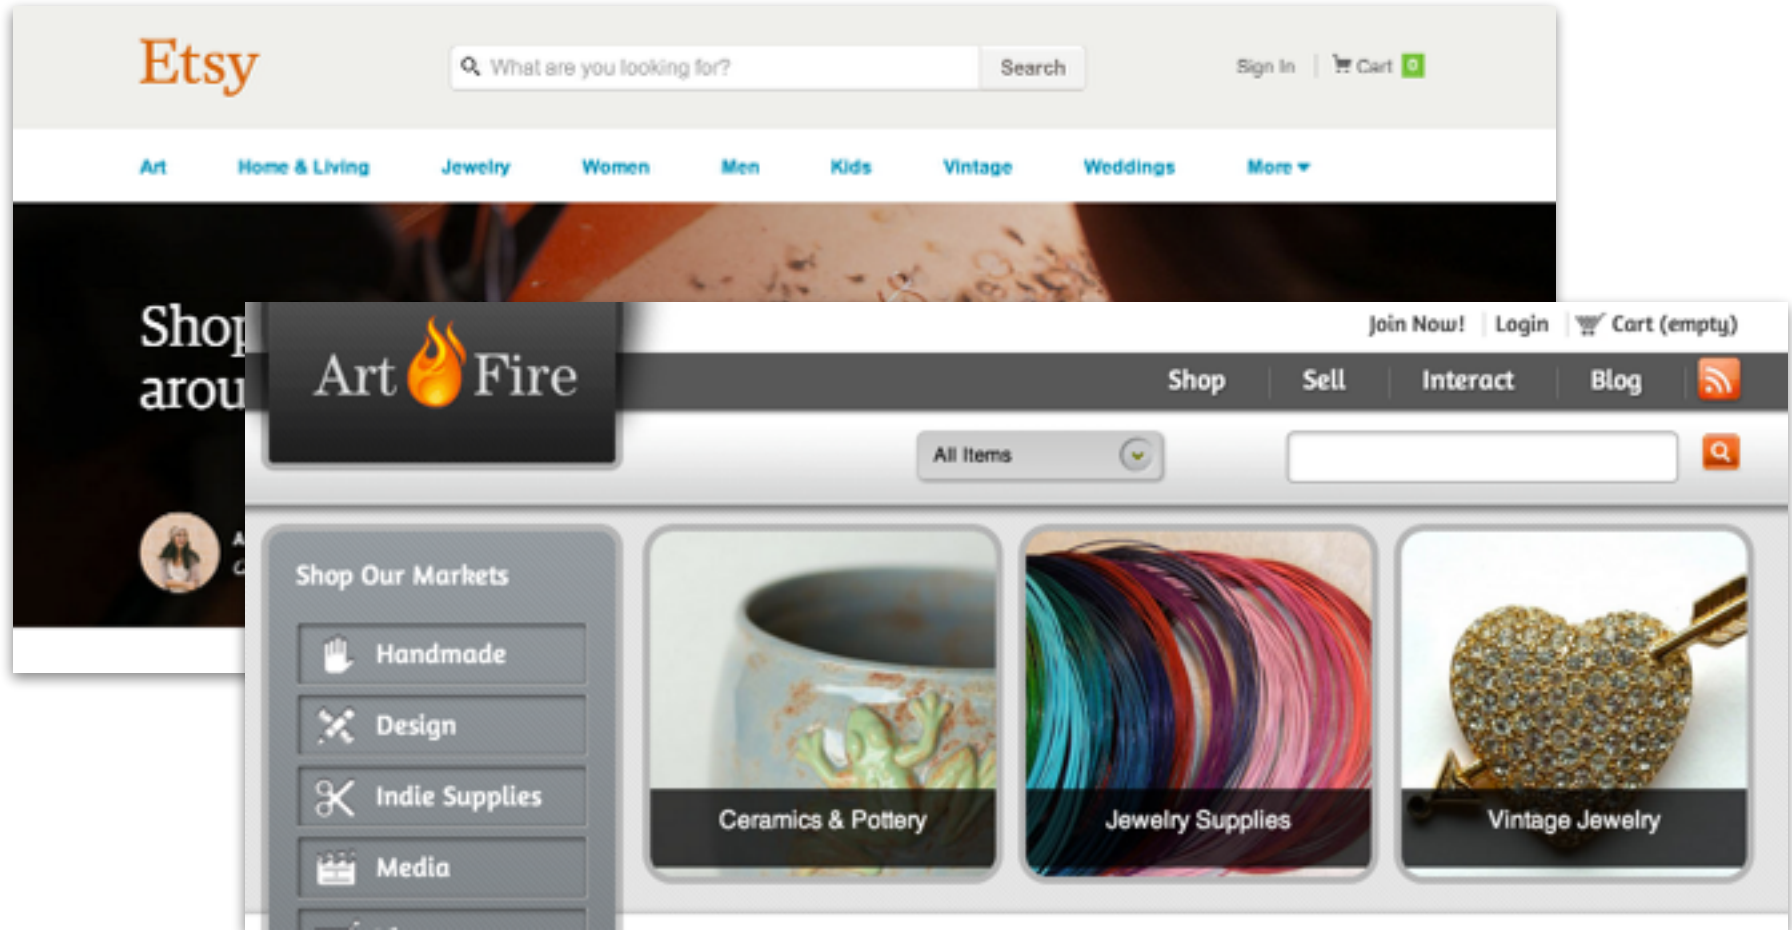 Etsy
What are you looking for?
Search
Sign In
Cart 0
Art Home & Living Jewelry Women Men Kids Vintage Weddings More
Shop
arou
Join Now! Login Cart (empty)
Art Fire
Shop Sell Interact Blog
All Items
Shop Our Markets
Handmade
Design
Indie Supplies
Media
Ceramics & Pottery
Jewelry Supplies
Vintage Jewelry